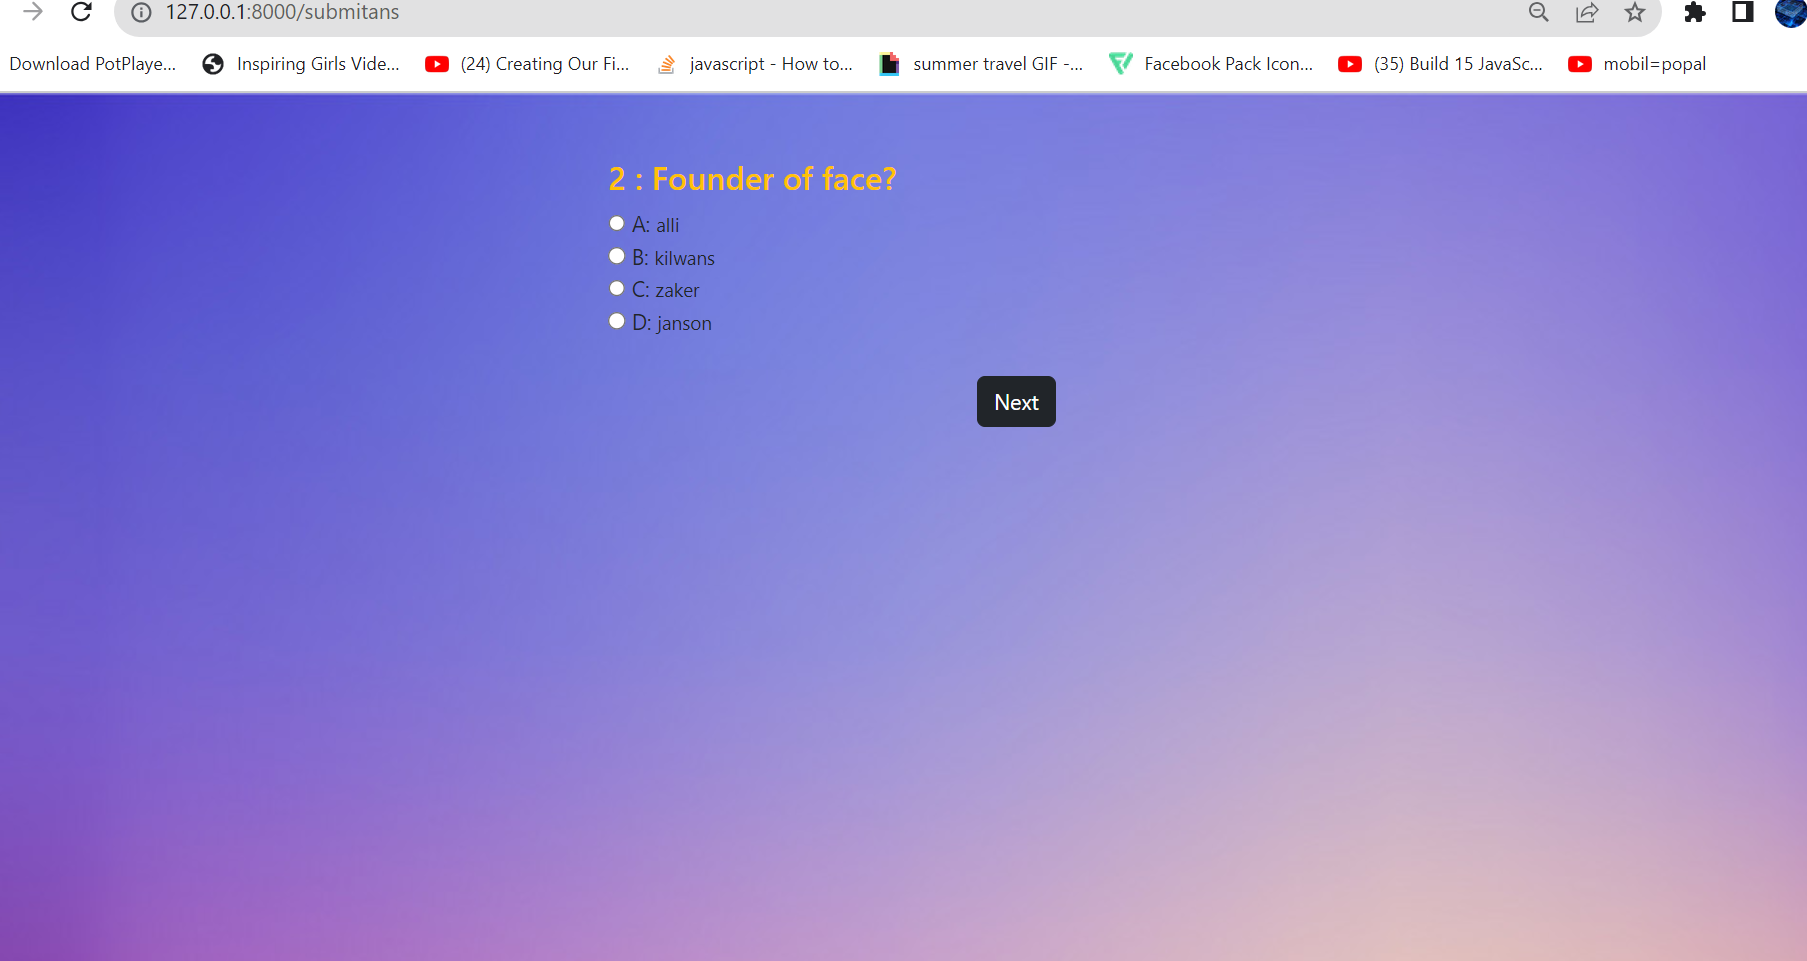 127.0.0.1:8000/submitans
Download PotPlaye... Inspiring Girls Vide... (24) Creating Our Fi... javascript - How to... summer travel GIF -... Facebook Pack Icon... (35) Build 15 JavaSc... mobil=popal
2 : Founder of face?
A: alli
B: kilwans
C: zaker
D: janson
Next